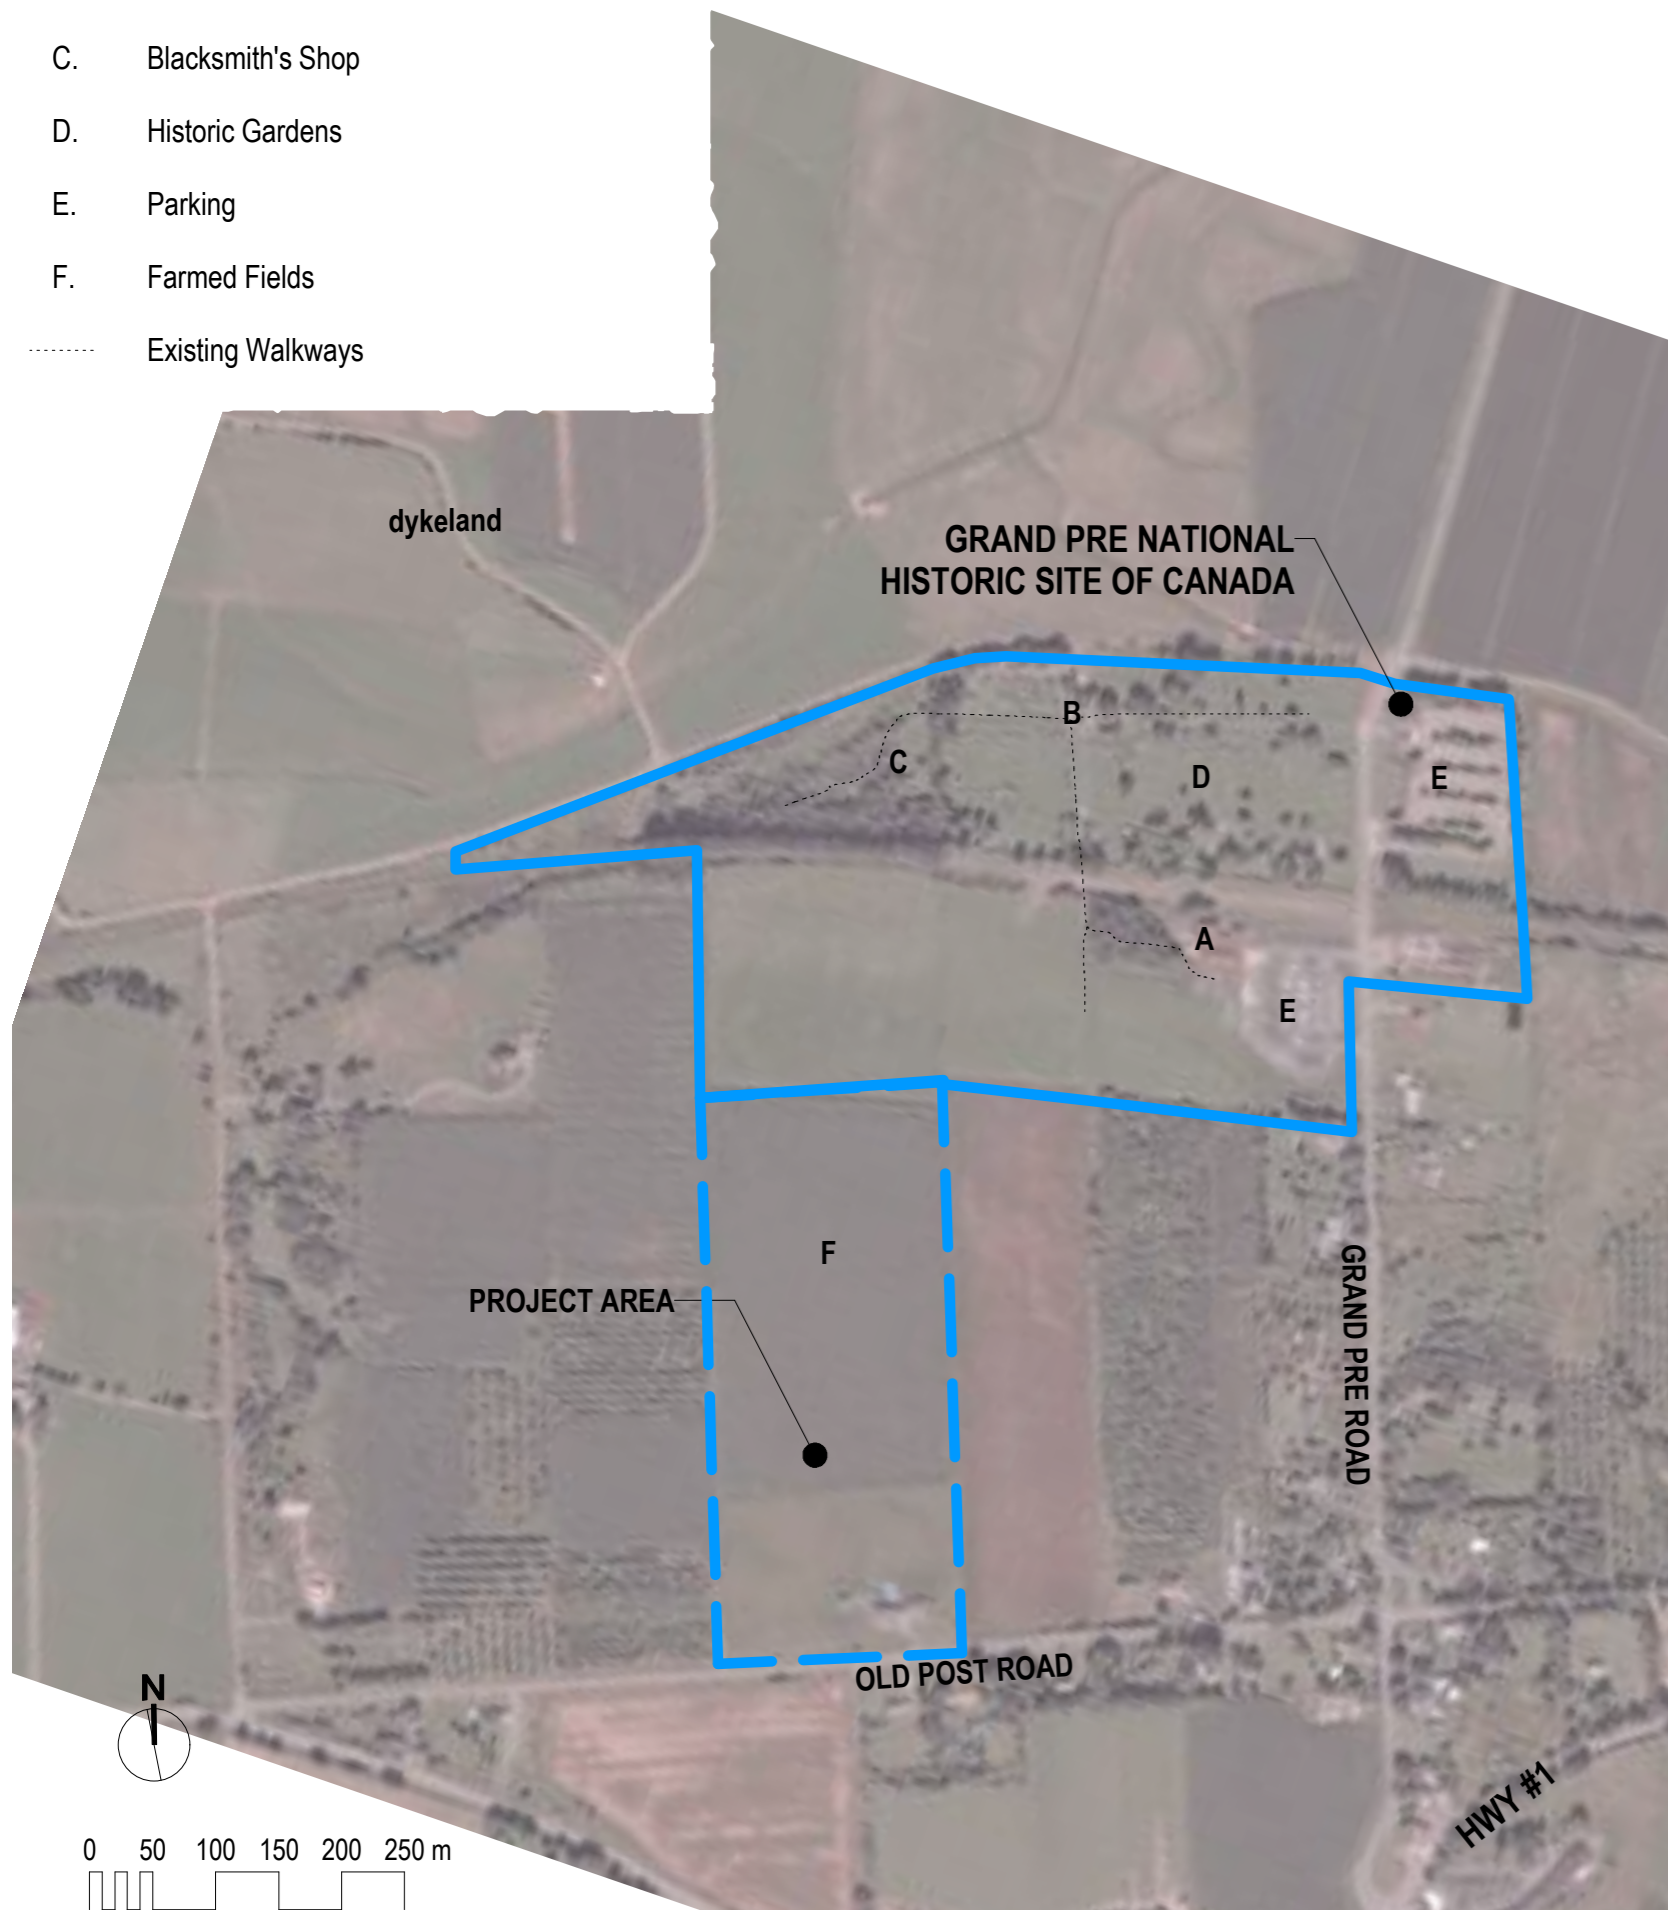 C. Blacksmith's Shop
D. Historic Gardens
E. Parking
F. Farmed Fields
Existing Walkways
dykeland
GRAND PRE NATIONAL
HISTORIC SITE OF CANADA
B
C
D
E
A
E
F
PROJECT AREA
GRAND PRE ROAD
OLD POST ROAD
N
HWY #1
0 50 100 150 200 250 m